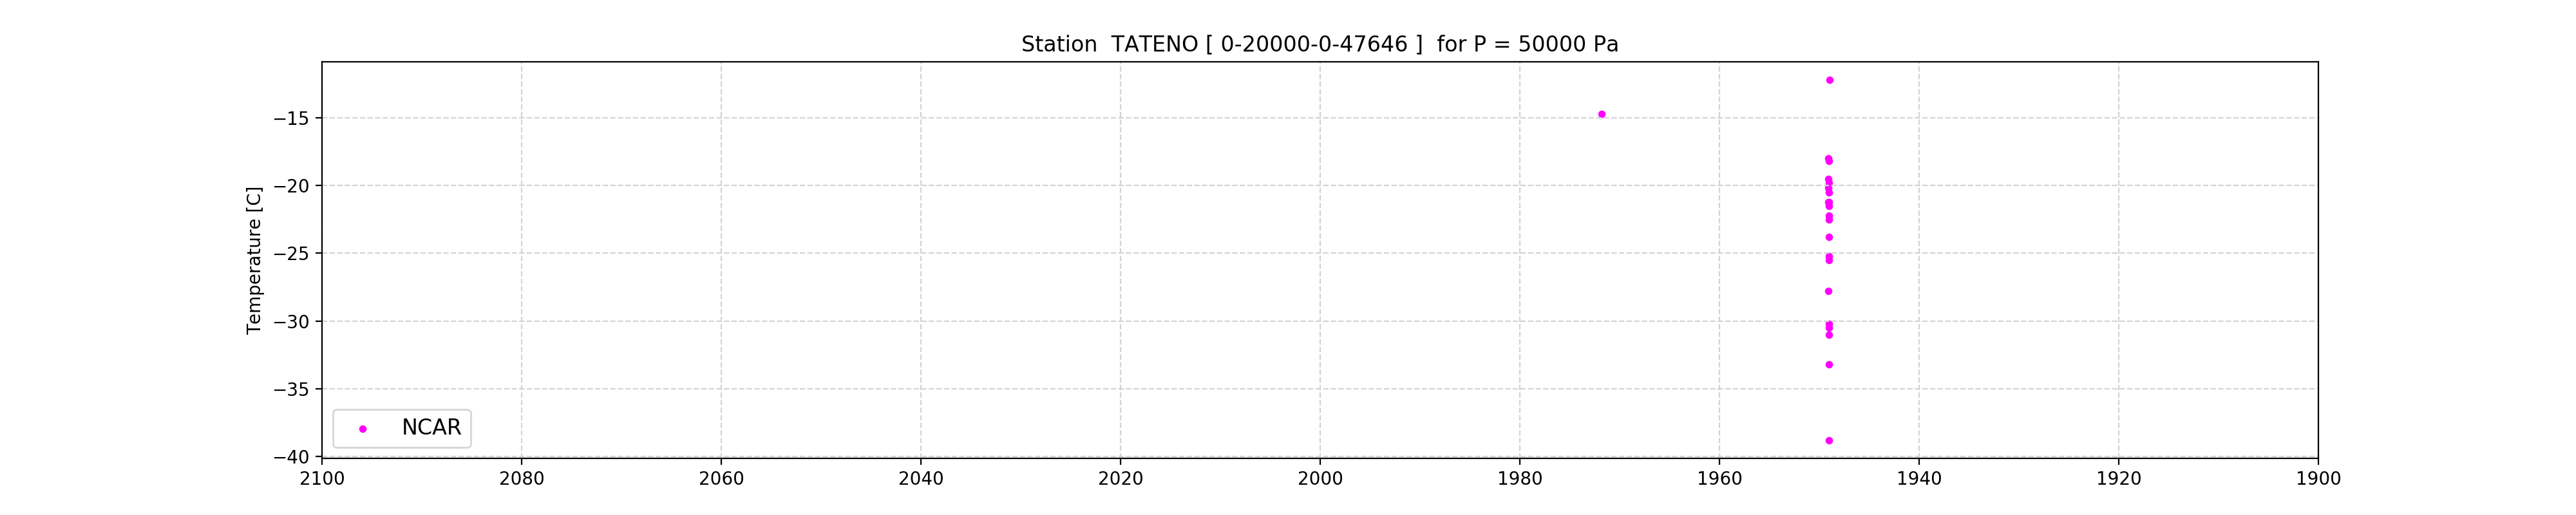 Station  TATENO [ 0-20000-0-47646 ]  for P = 50000 Pa
Temperature [C]
−15
−20
−25
−30
−35
−40
NCAR
2100 2080 2060 2040 2020 2000 1980 1960 1940 1920 1900